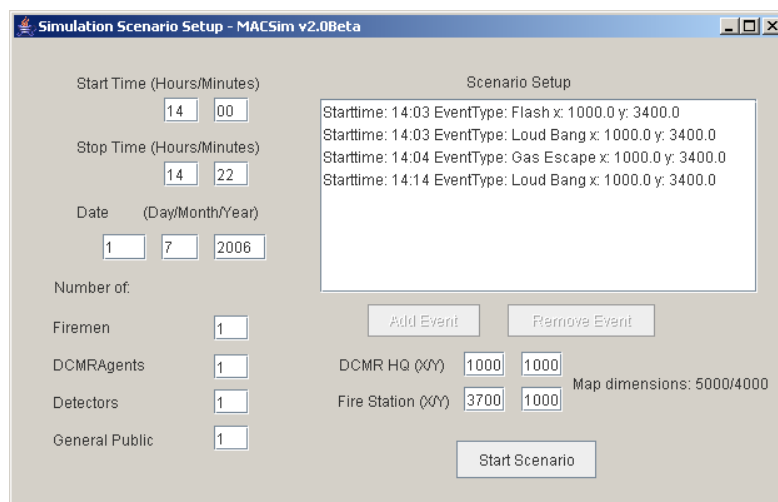 Simulation Scenario Setup - MACSim v2.0Beta
Start Time (Hours/Minutes)
14 00
Stop Time (Hours/Minutes)
14 22
Date (Day/Month/Year)
1 7 2006
Number of:
Firemen 1
DCMRAgents 1
Detectors 1
General Public 1
Scenario Setup
Starttime: 14:03 EventType: Flash x: 1000.0 y: 3400.0
Starttime: 14:03 EventType: Loud Bang x: 1000.0 y: 3400.0
Starttime: 14:04 EventType: Gas Escape x: 1000.0 y: 3400.0
Starttime: 14:14 EventType: Loud Bang x: 1000.0 y: 3400.0
Add Event Remove Event
DCMR HQ (X/Y) 1000 1000
Map dimensions: 5000/4000
Fire Station (X/Y) 3700 1000
Start Scenario